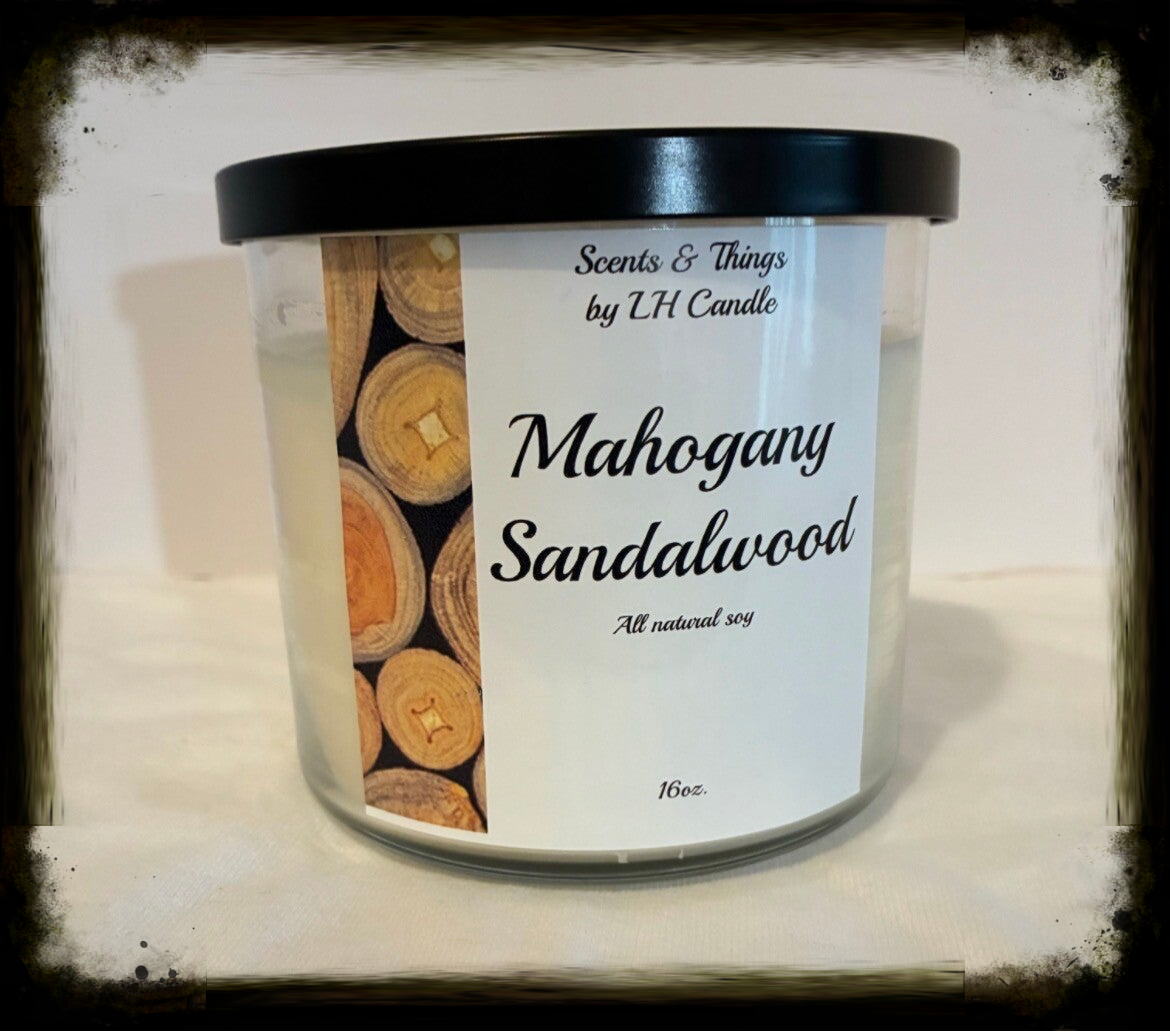 Scents & Things
by LH Candle
Mahogany
Sandalwood
All natural soy
16oz.